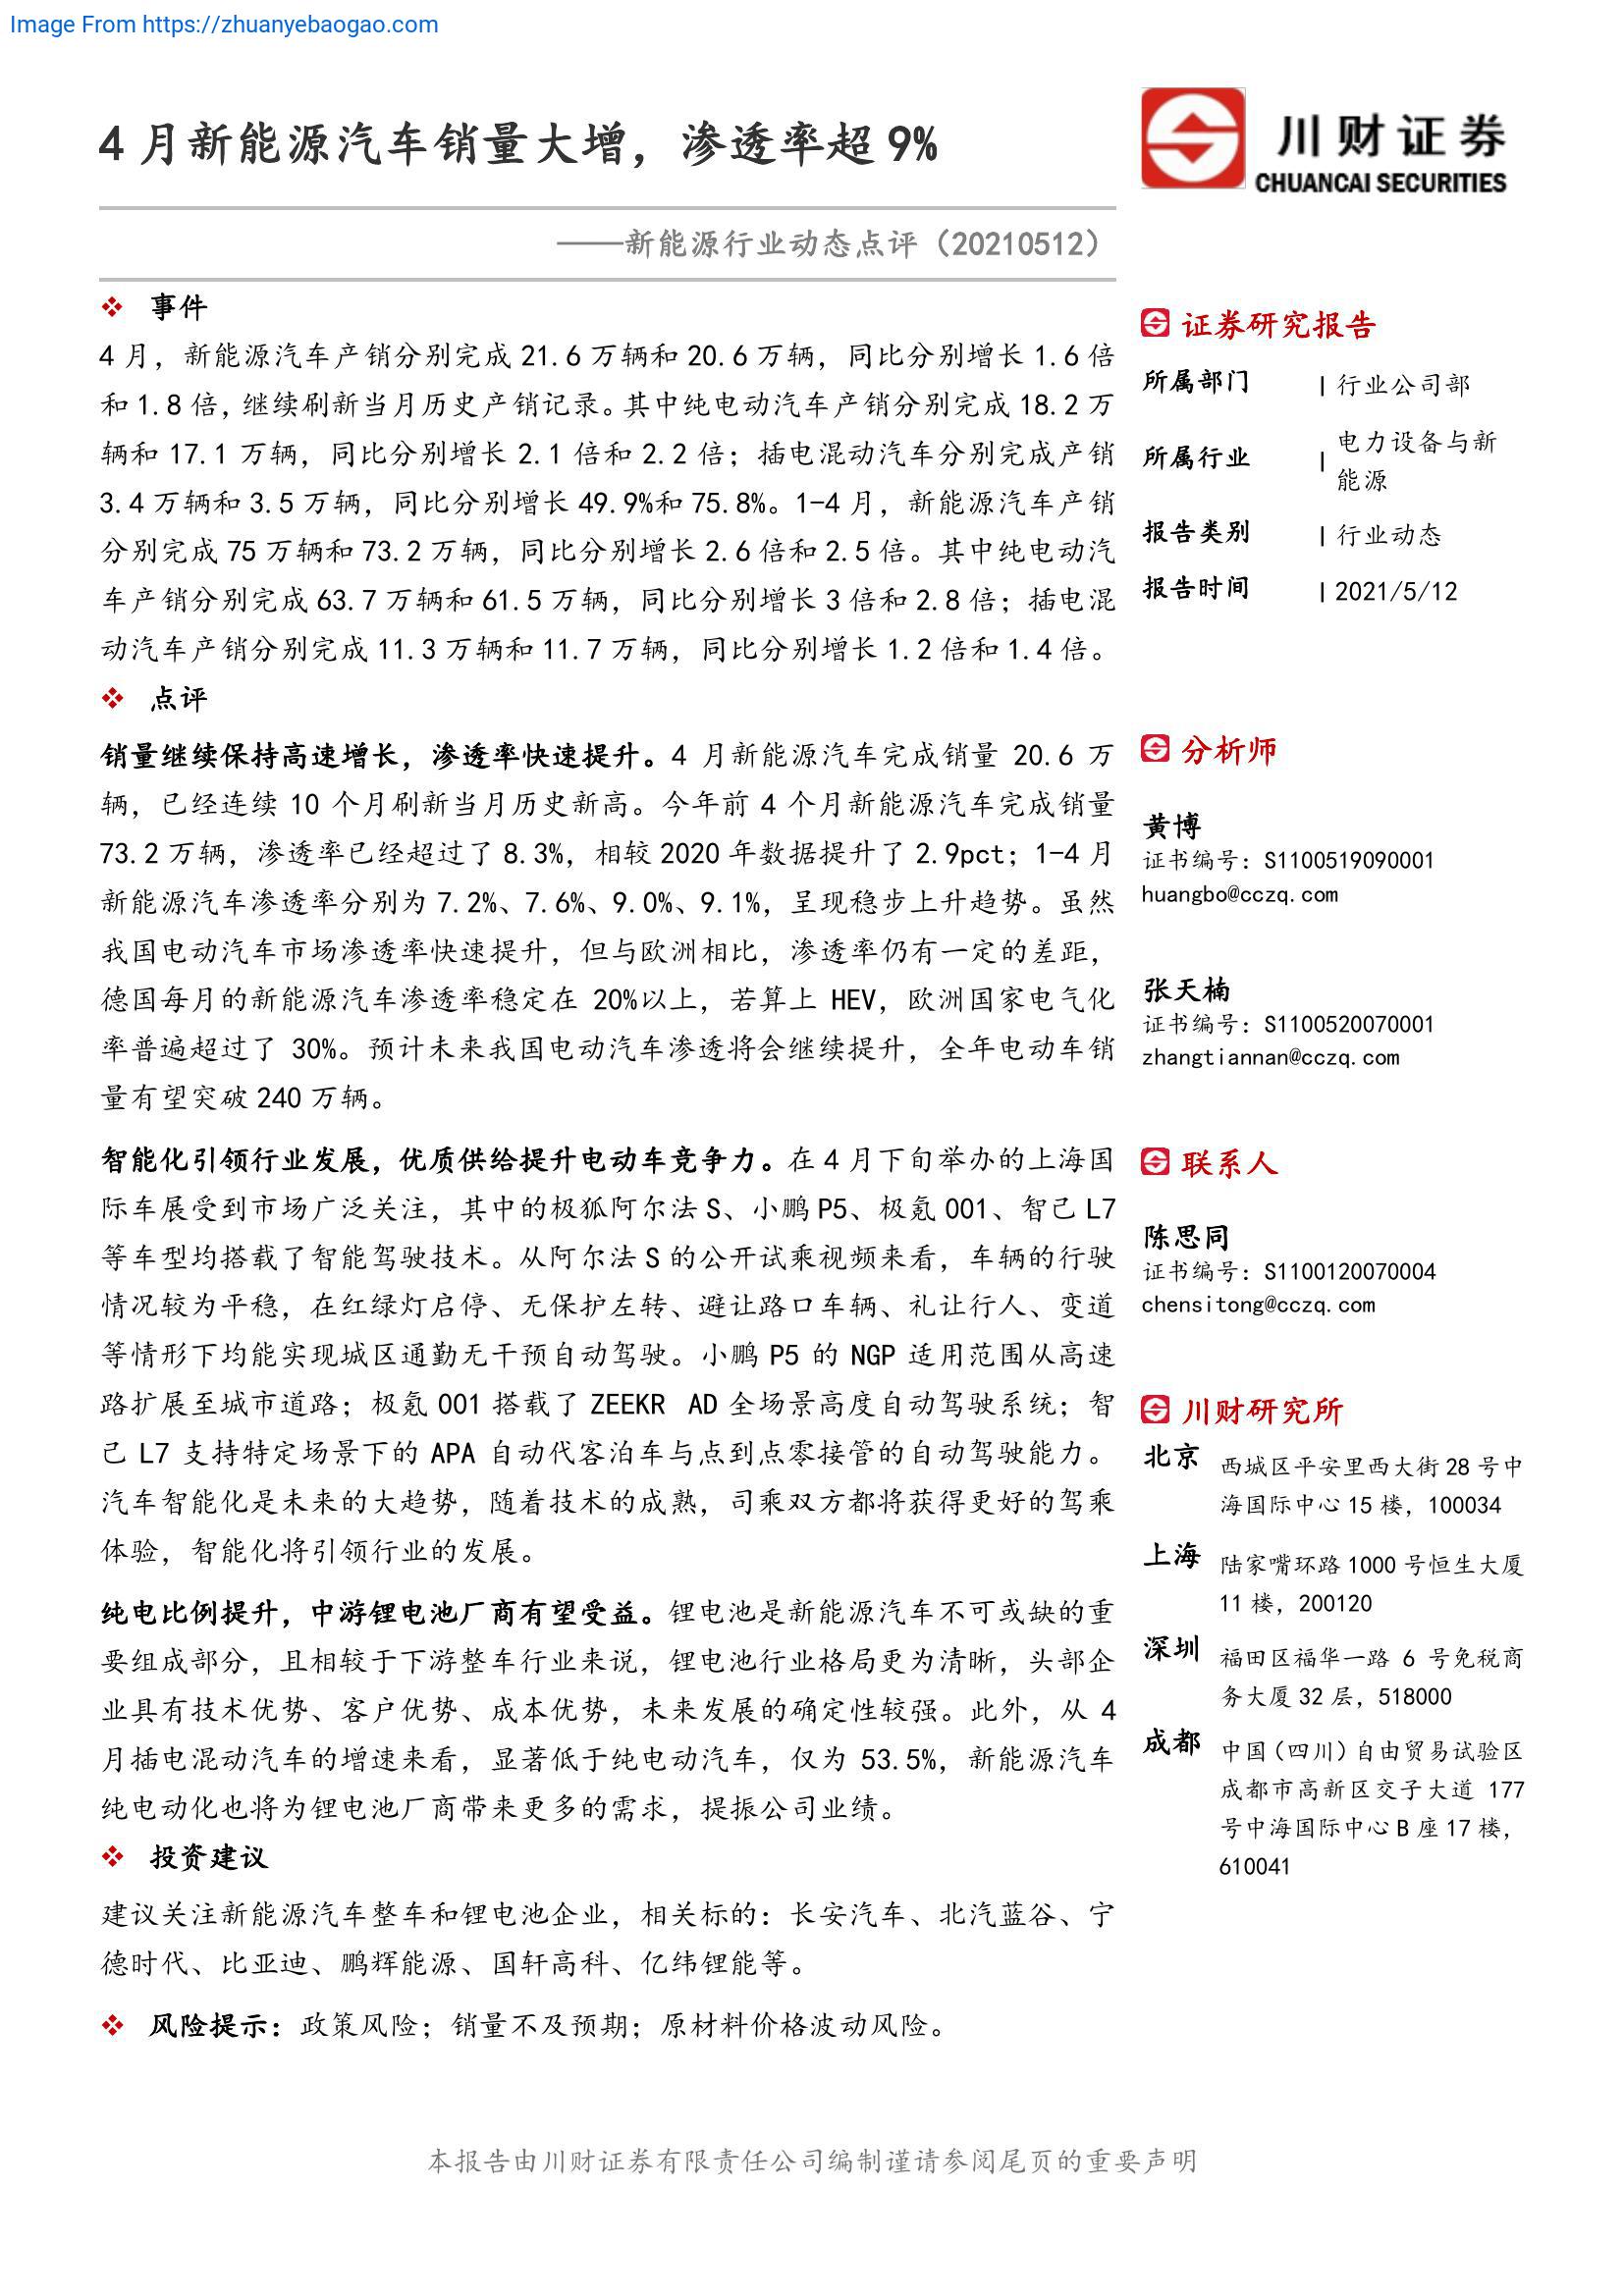 Image From https://zhuanyebaogao.com
4 月新能源汽车销量大增，渗透率超 9%
川财证券
CHUANCAI SECURITIES
——新能源行业动态点评（20210512）
事件
4 月，新能源汽车产销分别完成 21.6 万辆和 20.6 万辆，同比分别增长 1.6 倍
和 1.8 倍，继续刷新当月历史产销记录。其中纯电动汽车产销分别完成 18.2 万
辆和 17.1 万辆，同比分别增长 2.1 倍和 2.2 倍；插电混动汽车分别完成产销
3.4 万辆和 3.5 万辆，同比分别增长 49.9%和 75.8%。1-4 月，新能源汽车产销
分别完成 75 万辆和 73.2 万辆，同比分别增长 2.6 倍和 2.5 倍。其中纯电动汽
车产销分别完成 63.7 万辆和 61.5 万辆，同比分别增长 3 倍和 2.8 倍；插电混
动汽车产销分别完成 11.3 万辆和 11.7 万辆，同比分别增长 1.2 倍和 1.4 倍。
点评
销量继续保持高速增长，渗透率快速提升。4 月新能源汽车完成销量 20.6 万
辆，已经连续 10 个月刷新当月历史新高。今年前 4 个月新能源汽车完成销量
73.2 万辆，渗透率已经超过了 8.3%，相较 2020 年数据提升了 2.9pct；1-4 月
新能源汽车渗透率分别为 7.2%、7.6%、9.0%、9.1%，呈现稳步上升趋势。虽然
我国电动汽车市场渗透率快速提升，但与欧洲相比，渗透率仍有一定的差距，
德国每月的新能源汽车渗透率稳定在 20%以上，若算上 HEV，欧洲国家电气化
率普遍超过了 30%。预计未来我国电动汽车渗透将会继续提升，全年电动车销
量有望突破 240 万辆。
智能化引领行业发展，优质供给提升电动车竞争力。在 4 月下旬举办的上海国
际车展受到市场广泛关注，其中的极狐阿尔法 S、小鹏 P5、极氪 001、智己 L7
等车型均搭载了智能驾驶技术。从阿尔法 S 的公开试乘视频来看，车辆的行驶
情况较为平稳，在红绿灯启停、无保护左转、避让路口车辆、礼让行人、变道
等情形下均能实现城区通勤无干预自动驾驶。小鹏 P5 的 NGP 适用范围从高速
路扩展至城市道路；极氪 001 搭载了 ZEEKR AD 全场景高度自动驾驶系统；智
己 L7 支持特定场景下的 APA 自动代客泊车与点到点零接管的自动驾驶能力。
汽车智能化是未来的大趋势，随着技术的成熟，司乘双方都将获得更好的驾乘
体验，智能化将引领行业的发展。
纯电比例提升，中游锂电池厂商有望受益。锂电池是新能源汽车不可或缺的重
要组成部分，且相较于下游整车行业来说，锂电池行业格局更为清晰，头部企
业具有技术优势、客户优势、成本优势，未来发展的确定性较强。此外，从 4
月插电混动汽车的增速来看，显著低于纯电动汽车，仅为 53.5%，新能源汽车
纯电动化也将为锂电池厂商带来更多的需求，提振公司业绩。
投资建议
建议关注新能源汽车整车和锂电池企业，相关标的：长安汽车、北汽蓝谷、宁
德时代、比亚迪、鹏辉能源、国轩高科、亿纬锂能等。
风险提示：政策风险；销量不及预期；原材料价格波动风险。
证券研究报告
所属部门 | 行业公司部
所属行业 | 电力设备与新
能源
报告类别 | 行业动态
报告时间 | 2021/5/12
分析师
黄博
证书编号：S1100519090001
huangbo@cczq.com
张天楠
证书编号：S1100520070001
zhangtiannan@cczq.com
联系人
陈思同
证书编号：S1100120070004
chensitong@cczq.com
川财研究所
北京 西城区平安里西大街 28 号中
海国际中心 15 楼，100034
上海 陆家嘴环路 1000 号恒生大厦
11 楼，200120
深圳 福田区福华一路 6 号免税商
务大厦 32 层，518000
成都 中国（四川）自由贸易试验区
成都市高新区交子大道 177
号中海国际中心 B 座 17 楼，
610041
本报告由川财证券有限责任公司编制谨请参阅尾页的重要声明